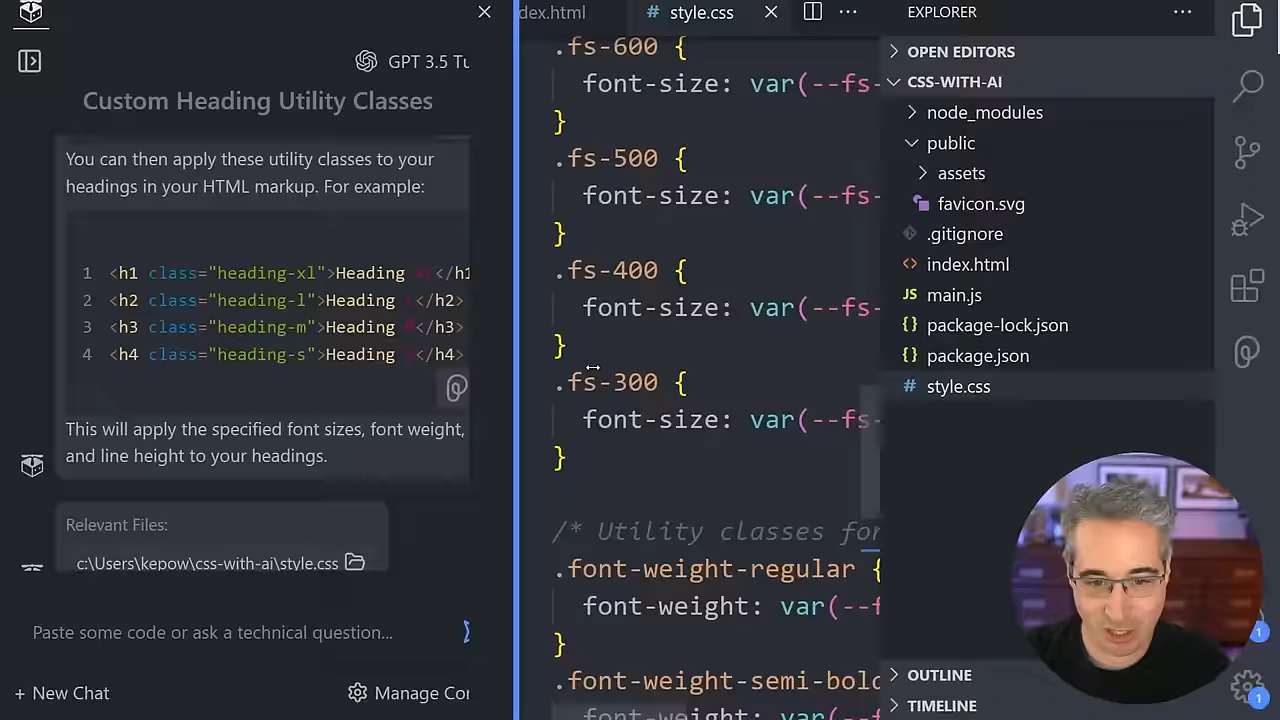 GPT 3.5 Tu
Custom Heading Utility Classes
You can then apply these utility classes to your
headings in your HTML markup. For example:
1 <h1 class="heading-xl">Heading </h1
2 <h2 class="heading-l">Heading </h2>
3 <h3 class="heading-m">Heading </h3>
4 <h4 class="heading-s">Heading </h4>
This will apply the specified font sizes, font weight,
and line height to your headings.
Relevant Files:
c:\Users\kepow\css-with-ai\style.css
Paste some code or ask a technical question...
+ New Chat
Manage Cor
dex.html
# style.css
.fs-600 {
font-size: var(--fs-
}
.fs-500 {
font-size: var(--fs-
}
.fs-400 {
font-size: var(--fs-
}
.fs-300 {
font-size: var(--fs-
}
/* Utility classes for
.font-weight-regular {
font-weight: var(--f
}
.font-weight-semi-bold
font-weight: var(--f
EXPLORER
OPEN EDITORS
CSS-WITH-AI
node_modules
public
assets
favicon.svg
.gitignore
<> index.html
JS main.js
{} package-lock.json
{} package.json
# style.css
OUTLINE
TIMELINE
1
1